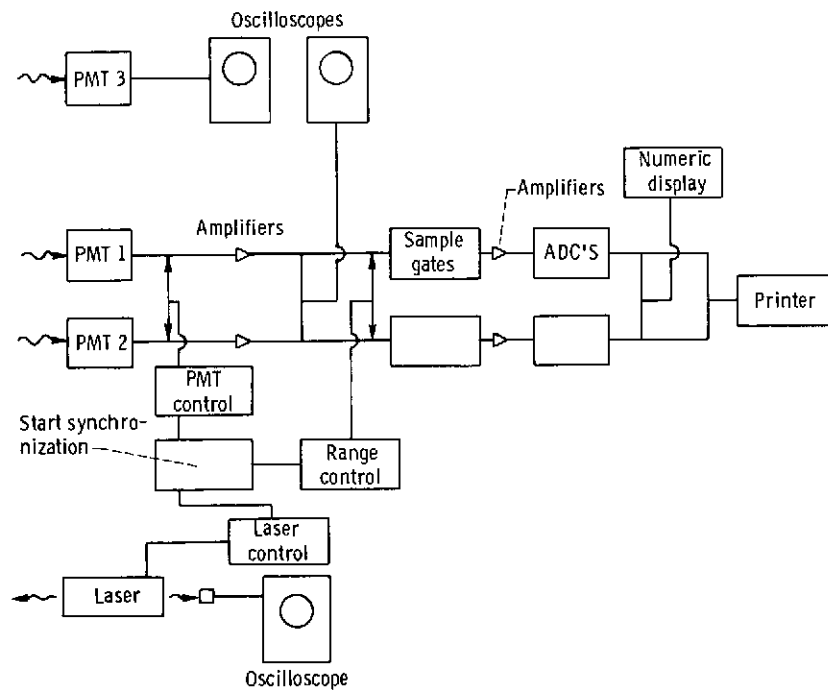 Oscilloscopes
PMT 3
Numeric
display
Amplifiers
Amplifiers
PMT 1
Sample
gates
ADC'S
Printer
PMT 2
PMT
control
Start synchro-
nization
Range
control
Laser
control
Laser
Oscilloscope